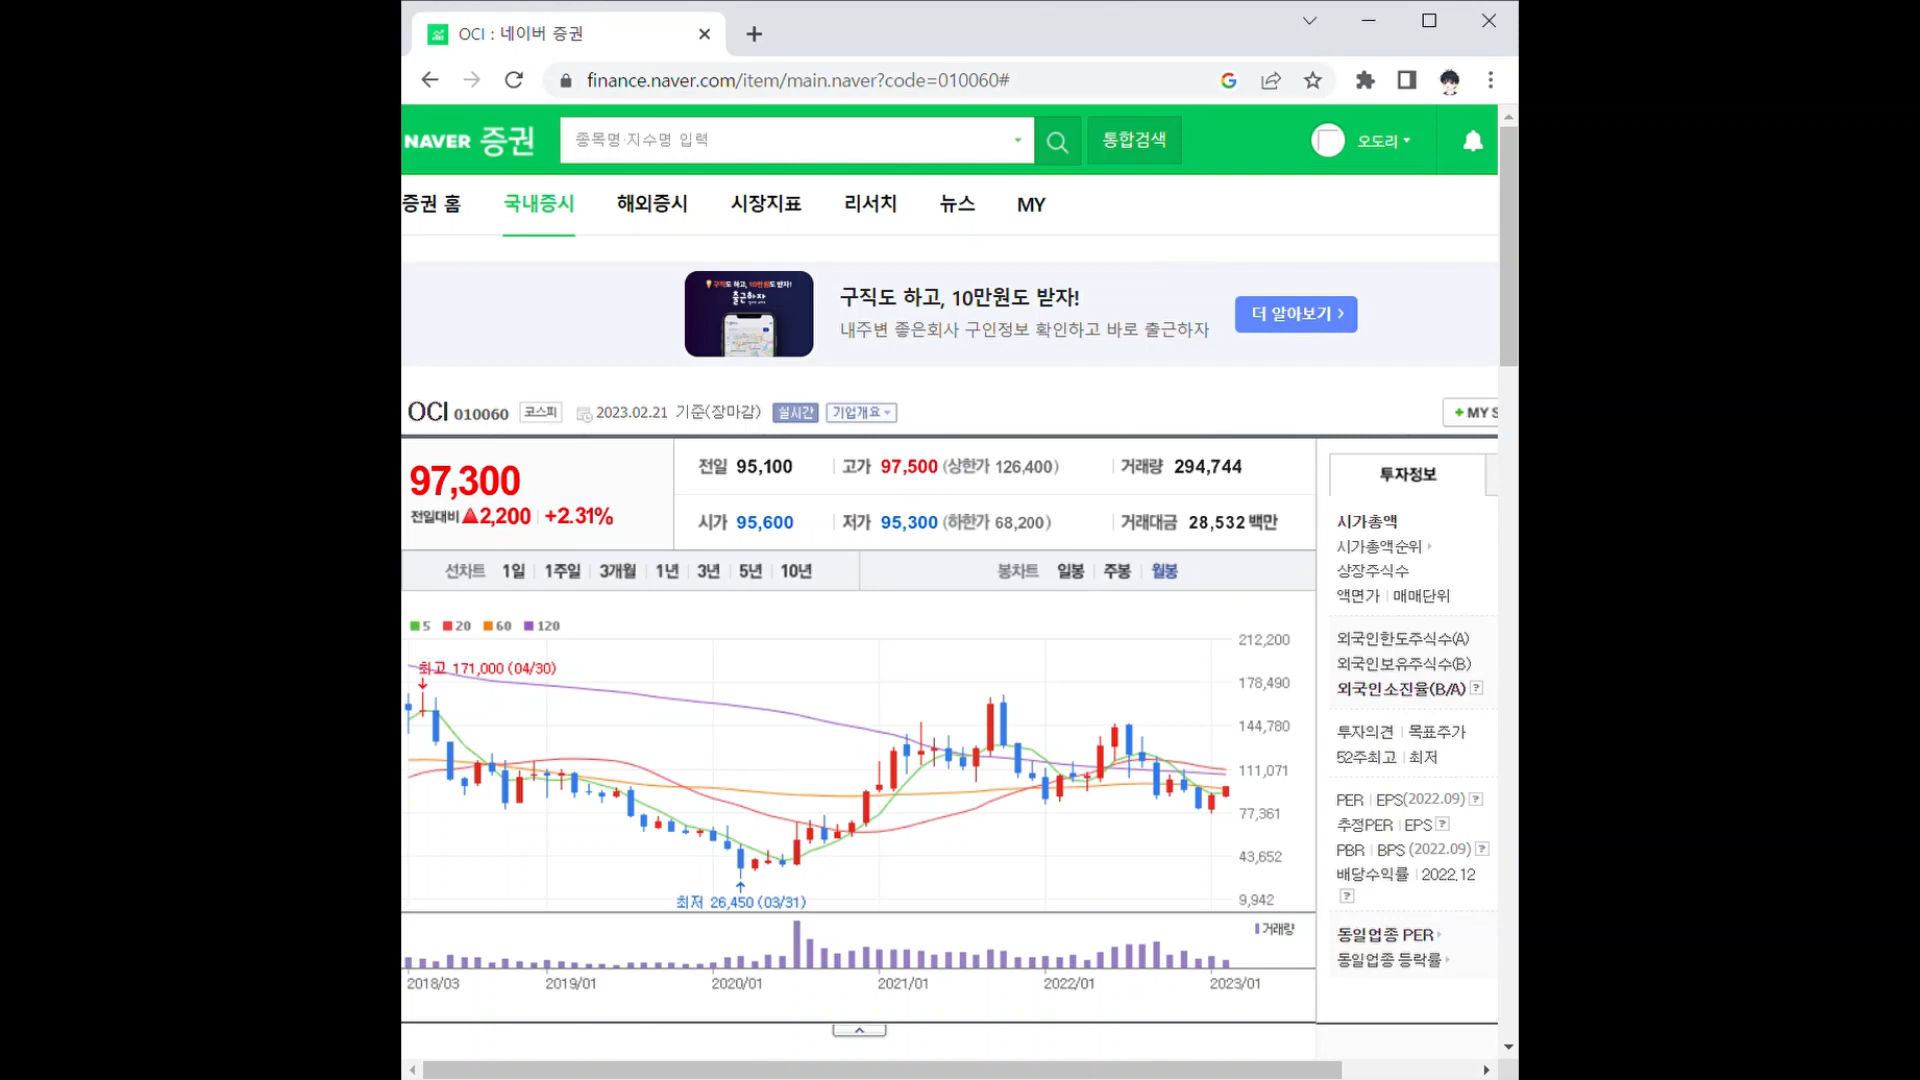 OCI : 네이버 증권
finance.naver.com/item/main.naver?code=010060#
NAVER 증권
종목명·지수명 입력
통합검색
오도리
증권 홈 국내증시 해외증시 시장지표 리서치 뉴스 MY
구직도 하고, 10만원도 받자!
출근하자
구직도 하고, 10만원도 받자!
내주변 좋은회사 구인정보 확인하고 바로 출근하자
더 알아보기 >
OCI 010060 코스피 2023.02.21 기준(장마감) 실시간 기업개요
+ MY S
97,300
전일대비 ▲2,200 +2.31%
전일 95,100 고가 97,500 (상한가 126,400) 거래량 294,744
시가 95,600 저가 95,300 (하한가 68,200) 거래대금 28,532 백만
선차트 1일 1주일 3개월 1년 3년 5년 10년 봉차트 일봉 주봉 월봉
5 20 60 120
최고 171,000 (04/30)
최저 26,450 (03/31)
212,200
178,490
144,780
111,071
77,361
43,652
9,942
거래량
2018/03 2019/01 2020/01 2021/01 2022/01 2023/01
투자정보
시가총액
시가총액순위
상장주식수
액면가 매매단위
외국인한도주식수(A)
외국인보유주식수(B)
외국인소진율(B/A) ?
투자의견 목표주가
52주최고 최저
PER EPS(2022.09) ?
추정PER EPS ?
PBR BPS (2022.09) ?
배당수익률 2022.12
?
동일업종 PER
동일업종 등락률